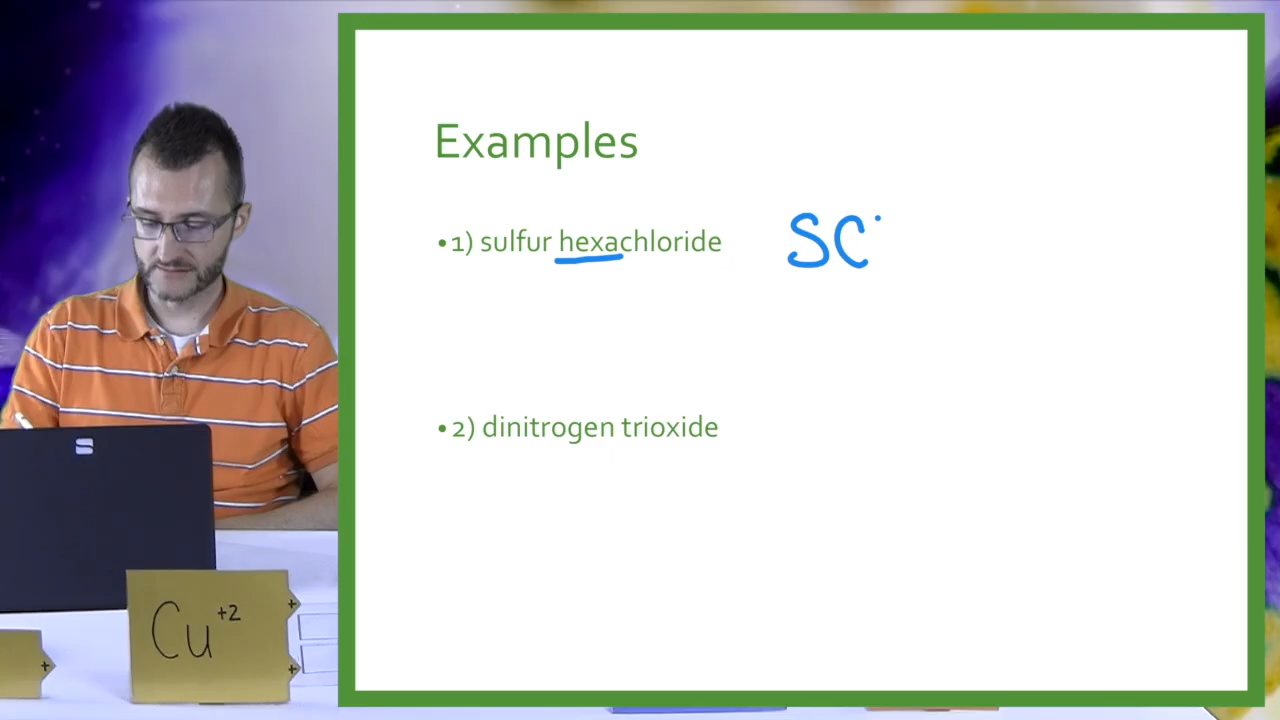 Examples
• 1) sulfur hexachloride SC
• 2) dinitrogen trioxide
Cu+2
+
+
+